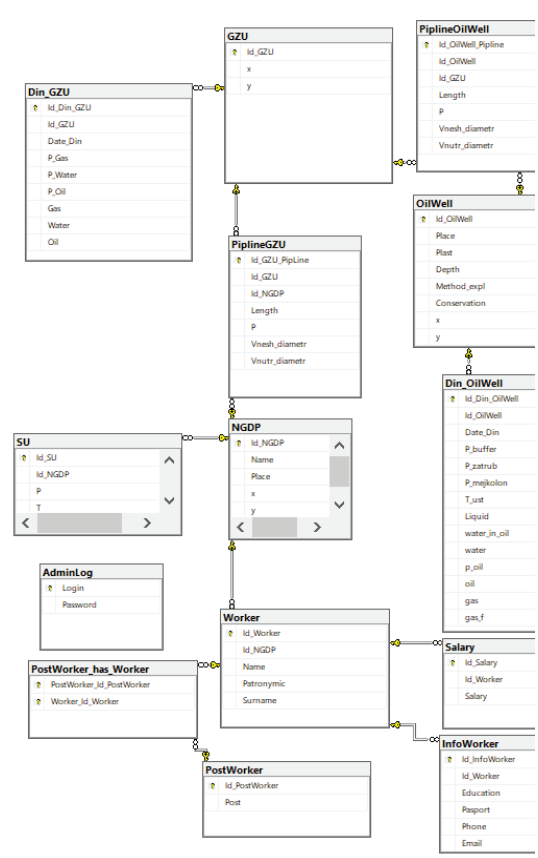 GZU
Id_GZU
x
y
PiplineOilWell
Id_OilWell_Pipline
Id_OilWell
Id_GZU
Length
P
Vnesh_diametr
Vnutr_diametr
Din_GZU
Id_Din_GZU
Id_GZU
Date_Din
P_Gas
P_Water
P_Oil
Gas
Water
Oil
OilWell
Id_OilWell
Place
Plast
Depth
Method_expl
Conservation
x
y
PiplineGZU
Id_GZU_PipLine
Id_GZU
Id_NGDP
Length
P
Vnesh_diametr
Vnutr_diametr
Din_OilWell
Id_Din_OilWell
Id_OilWell
Date_Din
P_buffer
P_zatrub
P_mejkolon
T_ust
Liquid
water_in_oil
water
p_oil
oil
gas
gas_f
SU
Id_SU
Id_NGDP
P
T
NGDP
Id_NGDP
Name
Place
x
y
AdminLog
Login
Password
Worker
Id_Worker
Id_NGDP
Name
Patronymic
Surname
Salary
Id_Salary
Id_Worker
Salary
PostWorker_has_Worker
PostWorker_Id_PostWorker
Worker_Id_Worker
InfoWorker
Id_InfoWorker
Id_Worker
Education
Pasport
Phone
Email
PostWorker
Id_PostWorker
Post